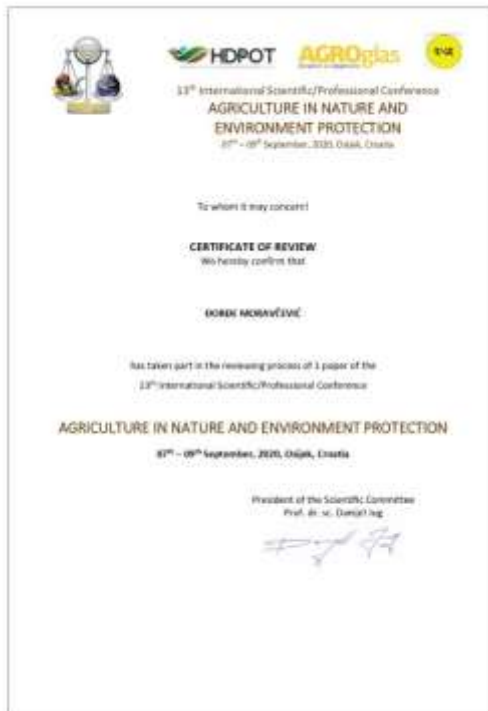 HDPOT AGROglas
13th International Scientific/Professional Conference
AGRICULTURE IN NATURE AND
ENVIRONMENT PROTECTION
07th – 09th September, 2020, Osijek, Croatia
To whom it may concern!
CERTIFICATE OF REVIEW
We hereby confirm that
MORAVČEVIĆ
has taken part in the reviewing process of 1 paper of the
13th International Scientific/Professional Conference
AGRICULTURE IN NATURE AND ENVIRONMENT PROTECTION
07th – 09th September, 2020, Osijek, Croatia
President of the Scientific Committee
Prof. dr. sc. Danijel Jug